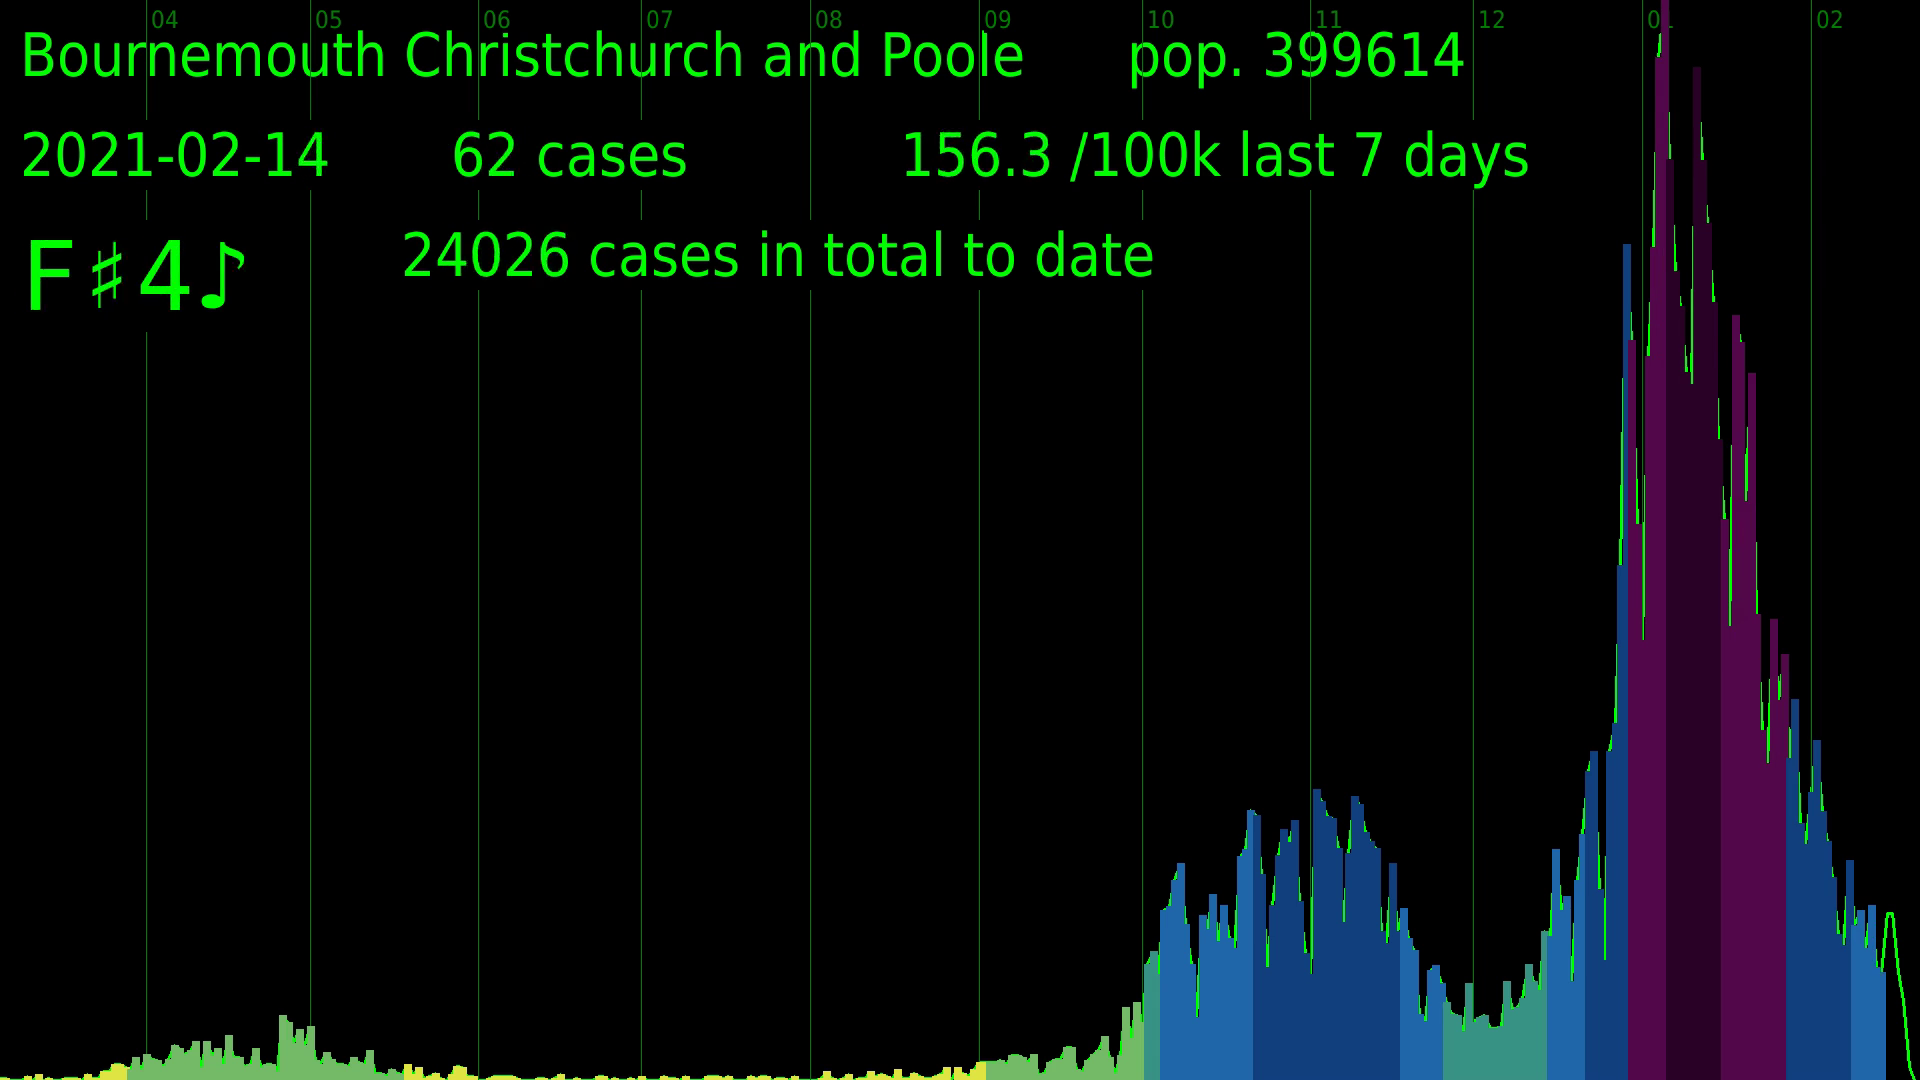 04 05 06 07 08 09 10 11 12 01 02
Bournemouth Christchurch and Poole pop. 399614
2021-02-14 62 cases 156.3 /100k last 7 days
F♯4♪ 24026 cases in total to date